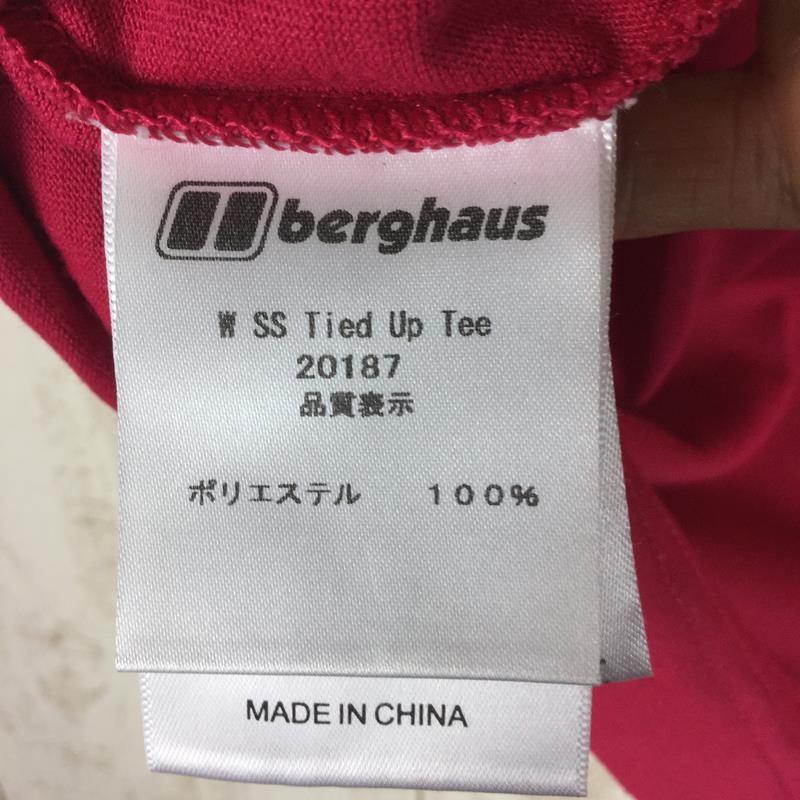 berghaus
W SS Tied Up Tee
20187
品質表示
ポリエステル　100%
MADE IN CHINA